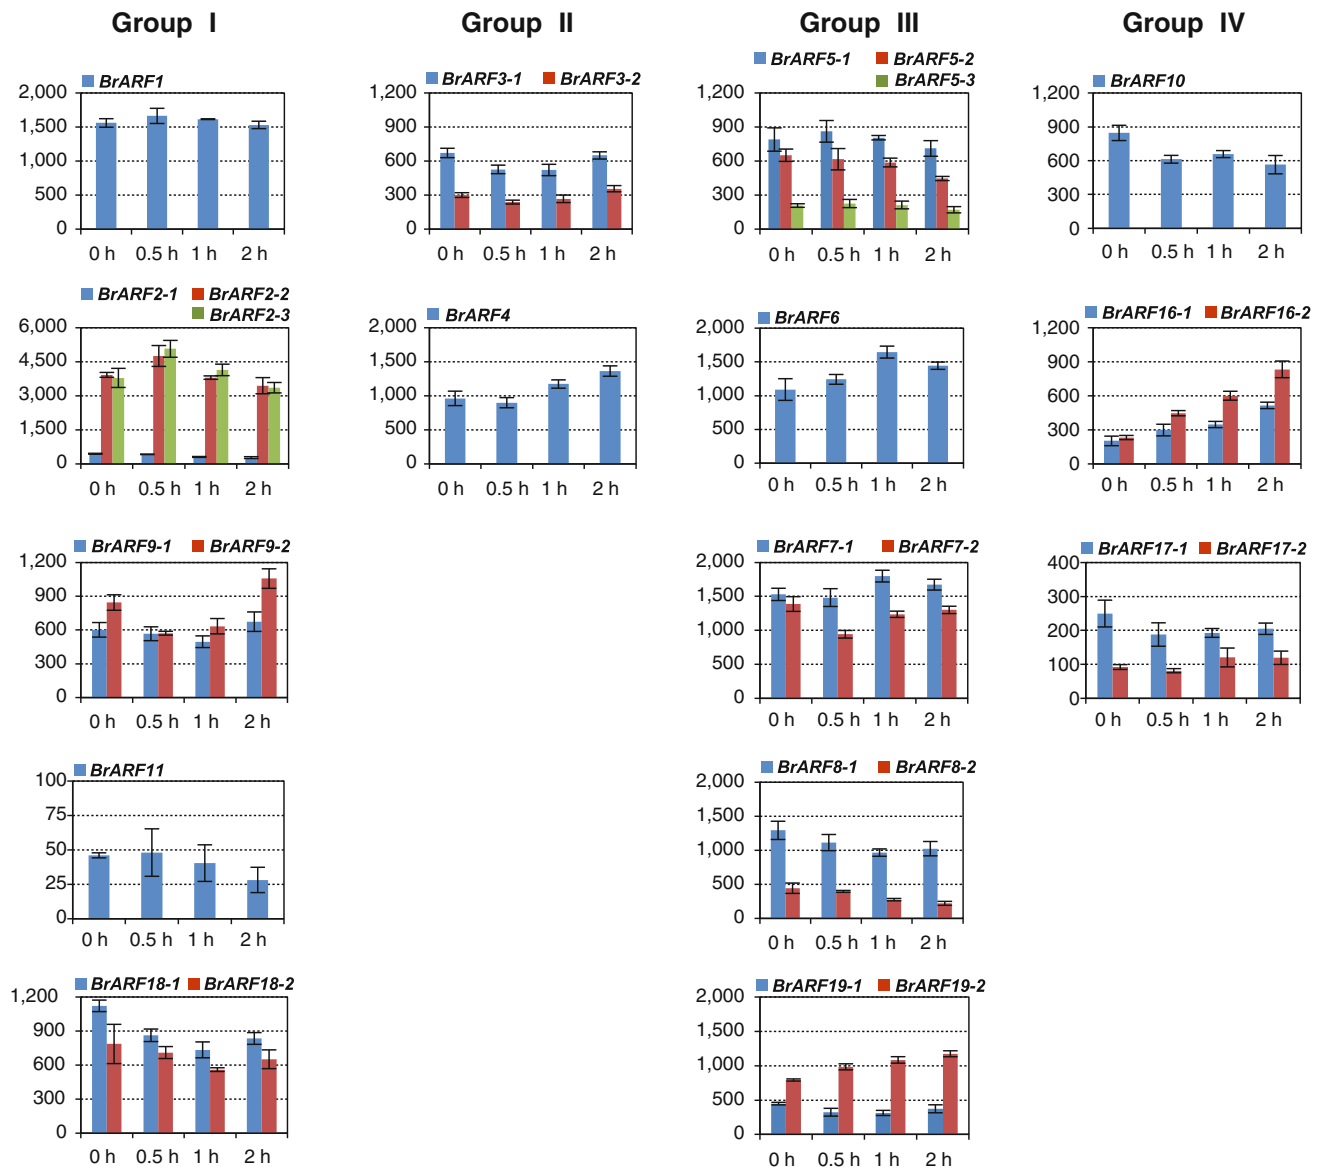 Group I
Group II
Group III
Group IV
BrARF1
2,000
1,500
1,000
500
0
0 h 0.5 h 1 h 2 h
BrARF3-1 BrARF3-2
1,200
900
600
300
0
0 h 0.5 h 1 h 2 h
BrARF5-1 BrARF5-2
BrARF5-3
1,200
900
600
300
0
0 h 0.5 h 1 h 2 h
BrARF10
1,200
900
600
300
0
0 h 0.5 h 1 h 2 h
BrARF2-1 BrARF2-2
BrARF2-3
6,000
4,500
3,000
1,500
0
0 h 0.5 h 1 h 2 h
BrARF4
2,000
1,500
1,000
500
0
0 h 0.5 h 1 h 2 h
BrARF6
2,000
1,500
1,000
500
0
0 h 0.5 h 1 h 2 h
BrARF16-1 BrARF16-2
1,200
900
600
300
0
0 h 0.5 h 1 h 2 h
BrARF9-1 BrARF9-2
1,200
900
600
300
0
0 h 0.5 h 1 h 2 h
BrARF7-1 BrARF7-2
2,000
1,500
1,000
500
0
0 h 0.5 h 1 h 2 h
BrARF17-1 BrARF17-2
400
300
200
100
0
0 h 0.5 h 1 h 2 h
BrARF11
100
75
50
25
0
0 h 0.5 h 1 h 2 h
BrARF8-1 BrARF8-2
2,000
1,500
1,000
500
0
0 h 0.5 h 1 h 2 h
BrARF18-1 BrARF18-2
1,200
900
600
300
0
0 h 0.5 h 1 h 2 h
BrARF19-1 BrARF19-2
2,000
1,500
1,000
500
0
0 h 0.5 h 1 h 2 h